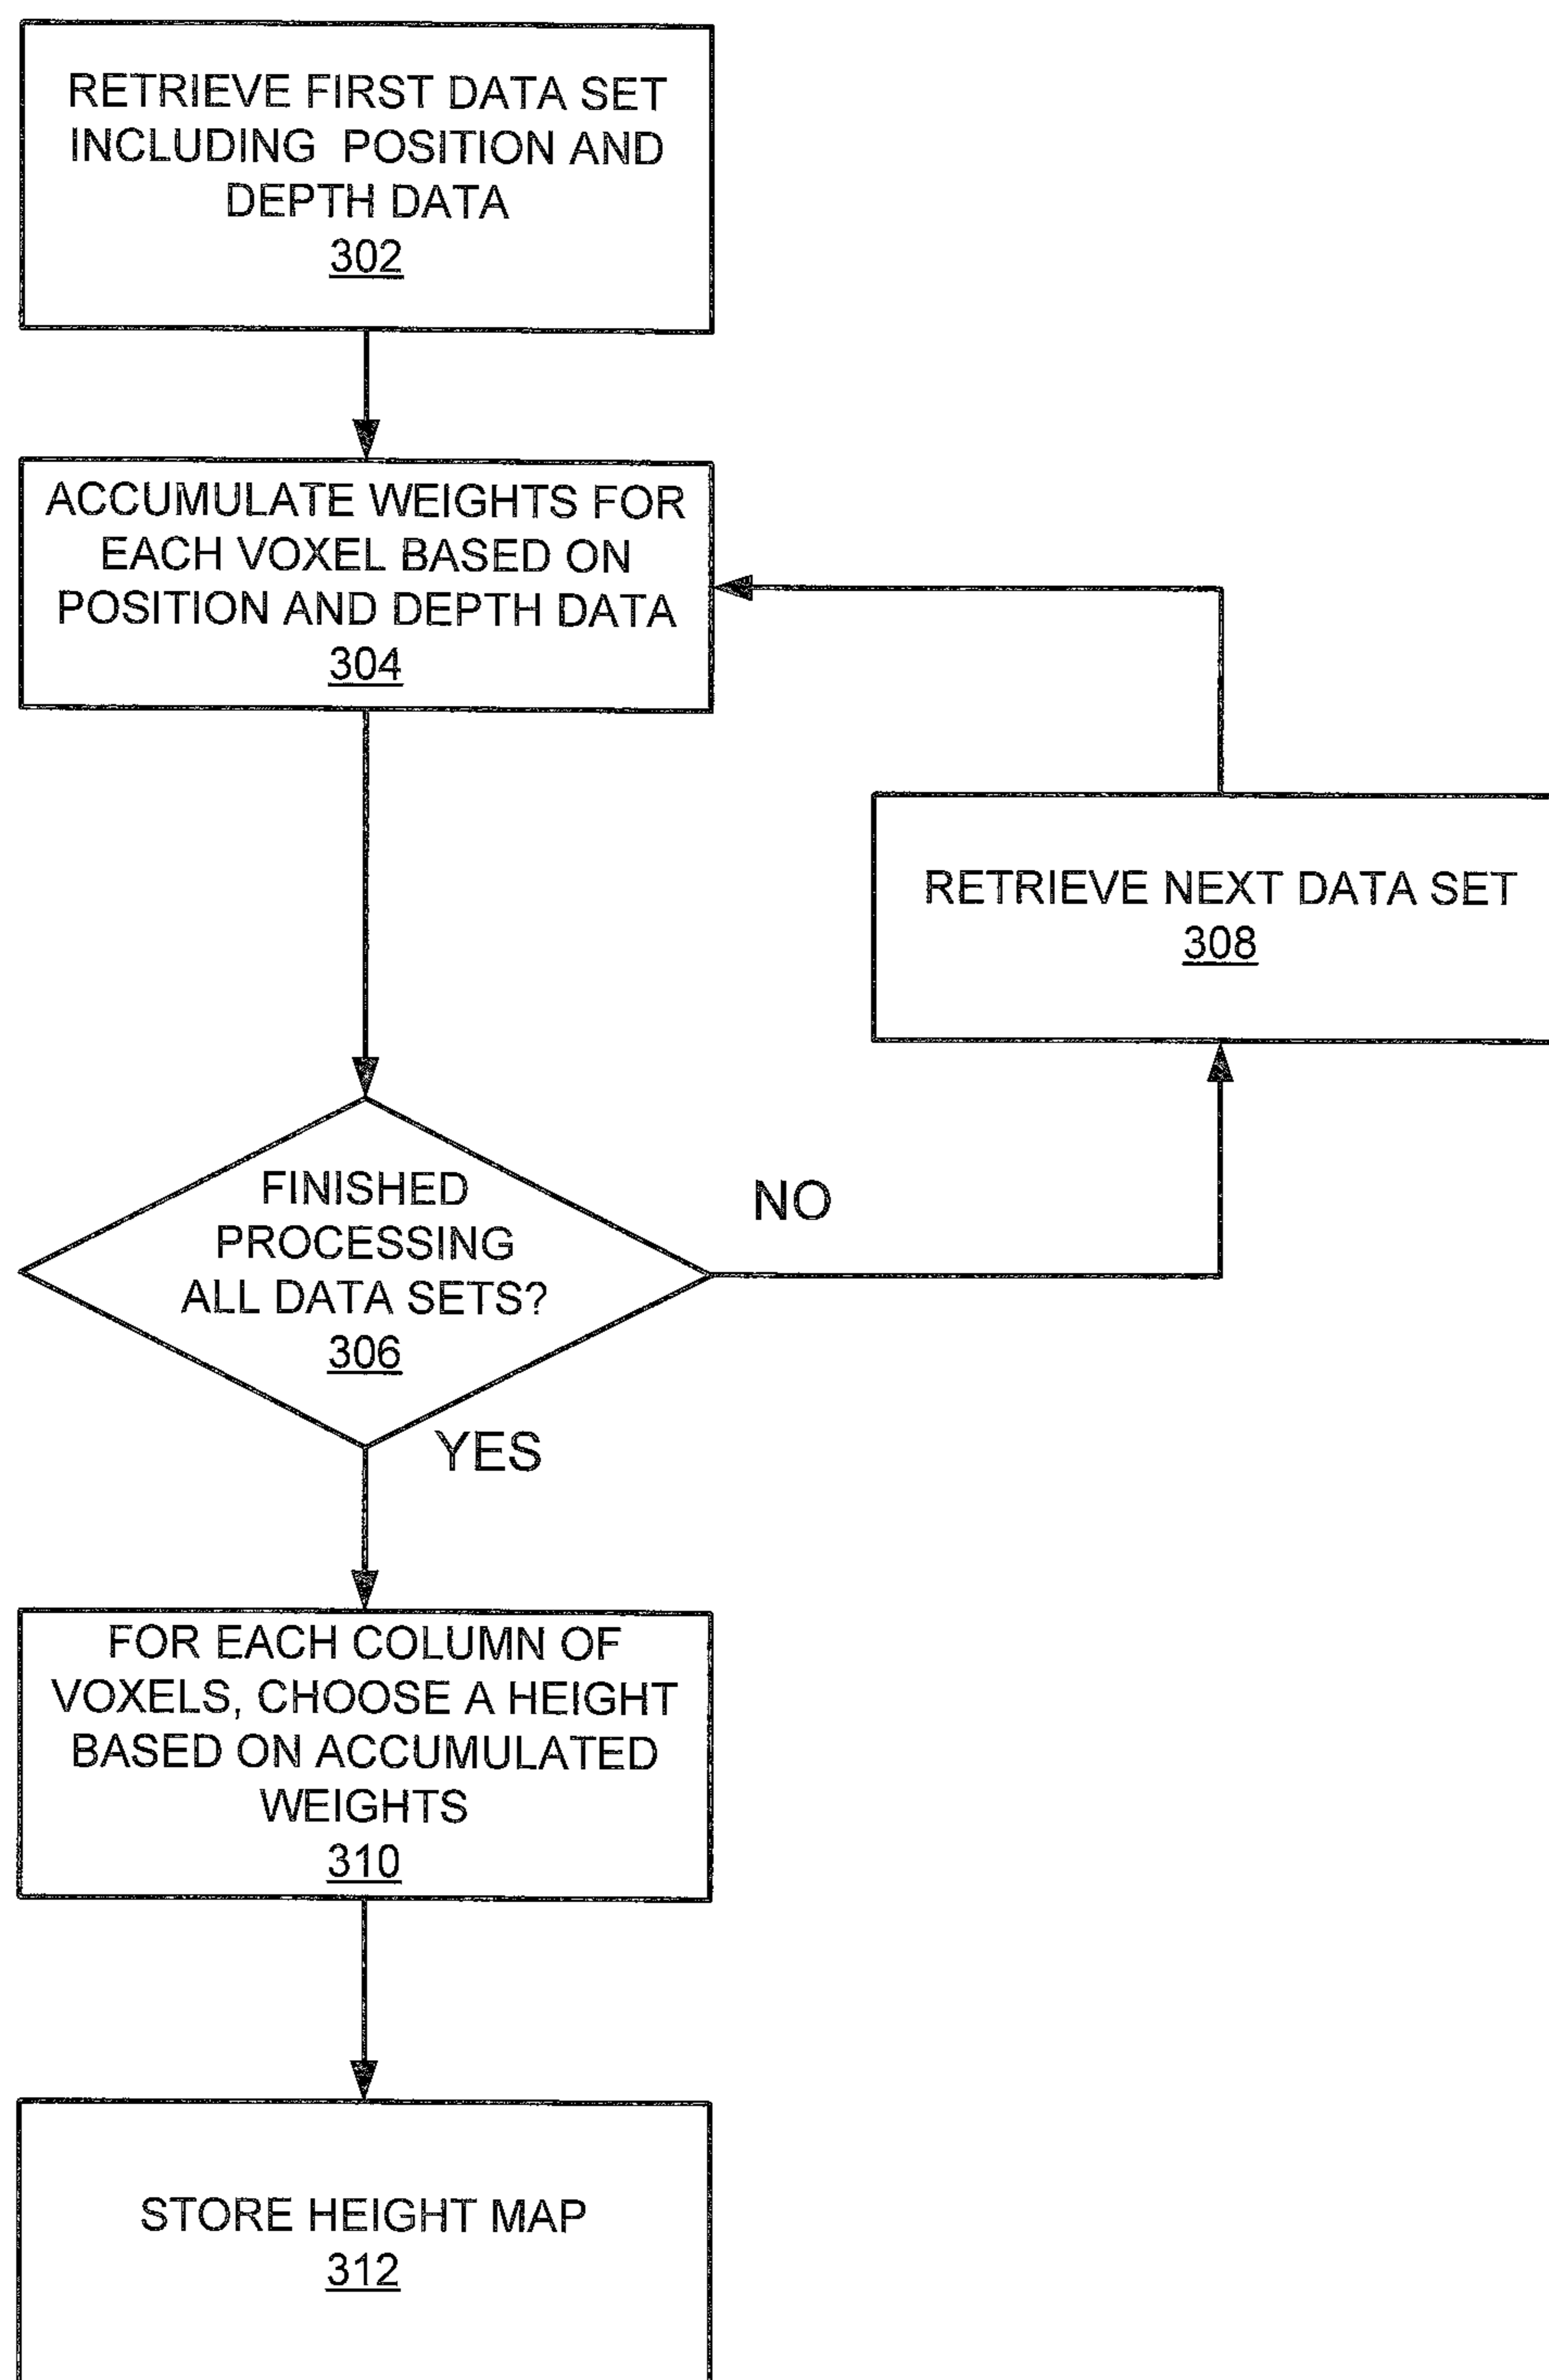 RETRIEVE FIRST DATA SET
INCLUDING POSITION AND
DEPTH DATA
302
ACCUMULATE WEIGHTS FOR
EACH VOXEL BASED ON
POSITION AND DEPTH DATA
304
RETRIEVE NEXT DATA SET
308
FINISHED
PROCESSING
ALL DATA SETS?
306
NO
YES
FOR EACH COLUMN OF
VOXELS, CHOOSE A HEIGHT
BASED ON ACCUMULATED
WEIGHTS
310
STORE HEIGHT MAP
312